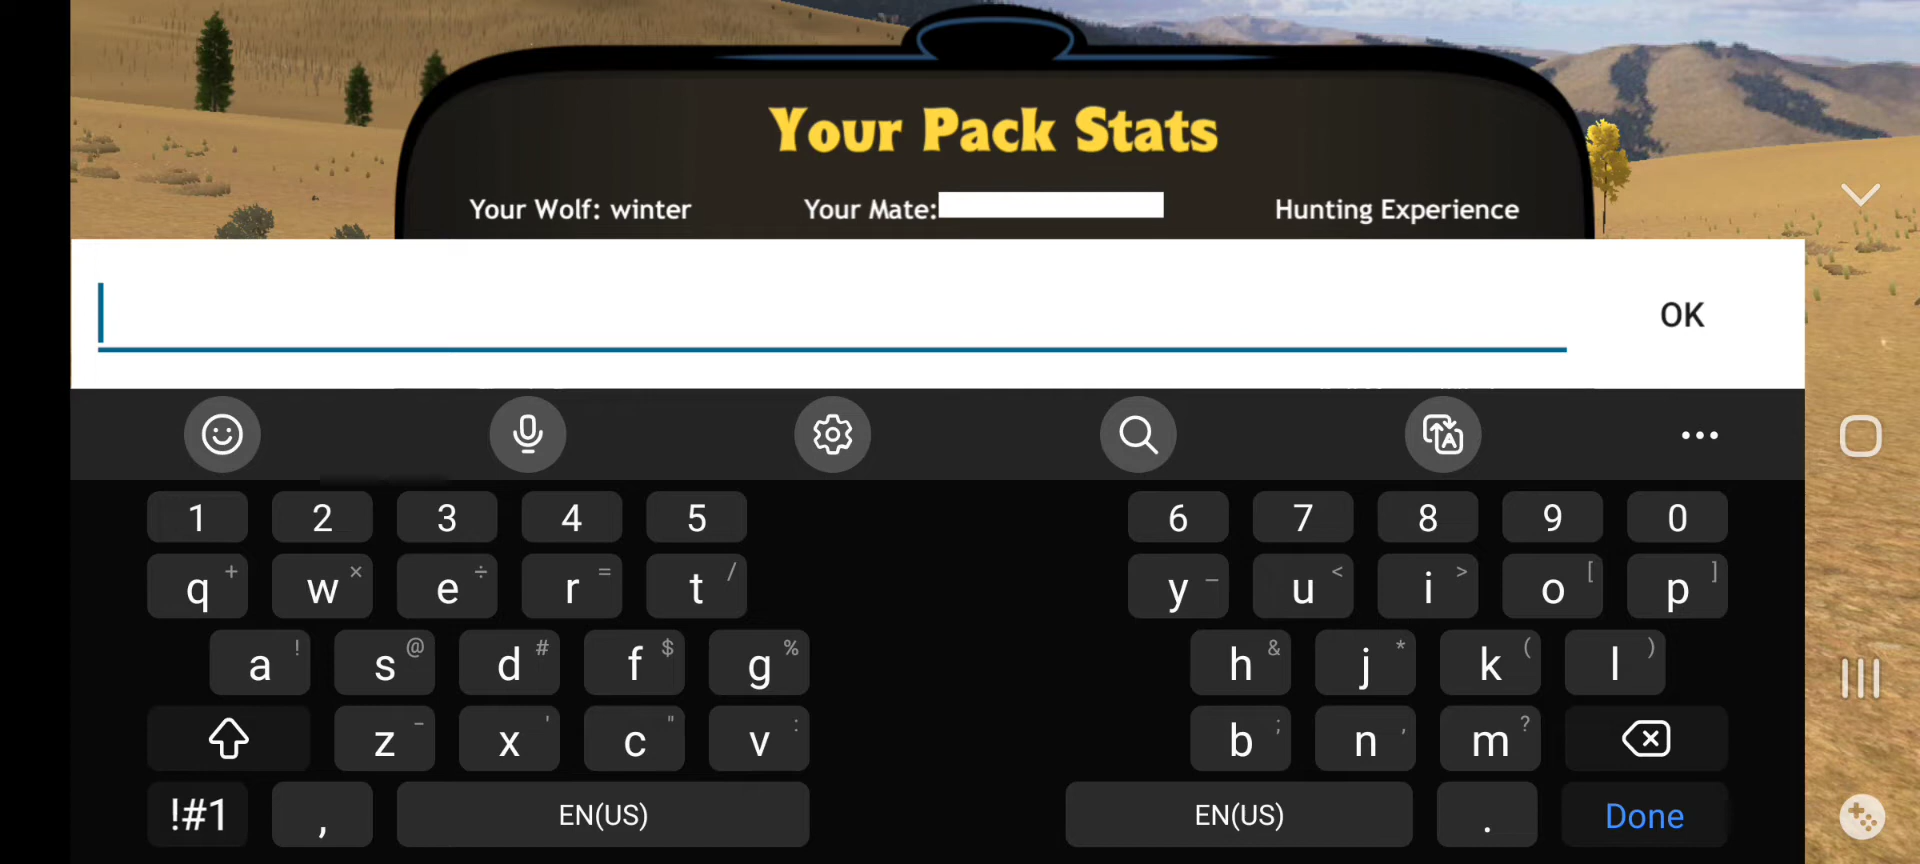 Your Pack Stats
Your Wolf: winter Your Mate: Hunting Experience
OK
1 2 3 4 5 6 7 8 9 0
q + w × e ÷ r = t / y _ u < i > o [ p ]
a ! s @ d # f $ g % h & j * k ( l )
z - x ' c " v : b ; n , m ?
!#1 , EN(US) EN(US) . Done